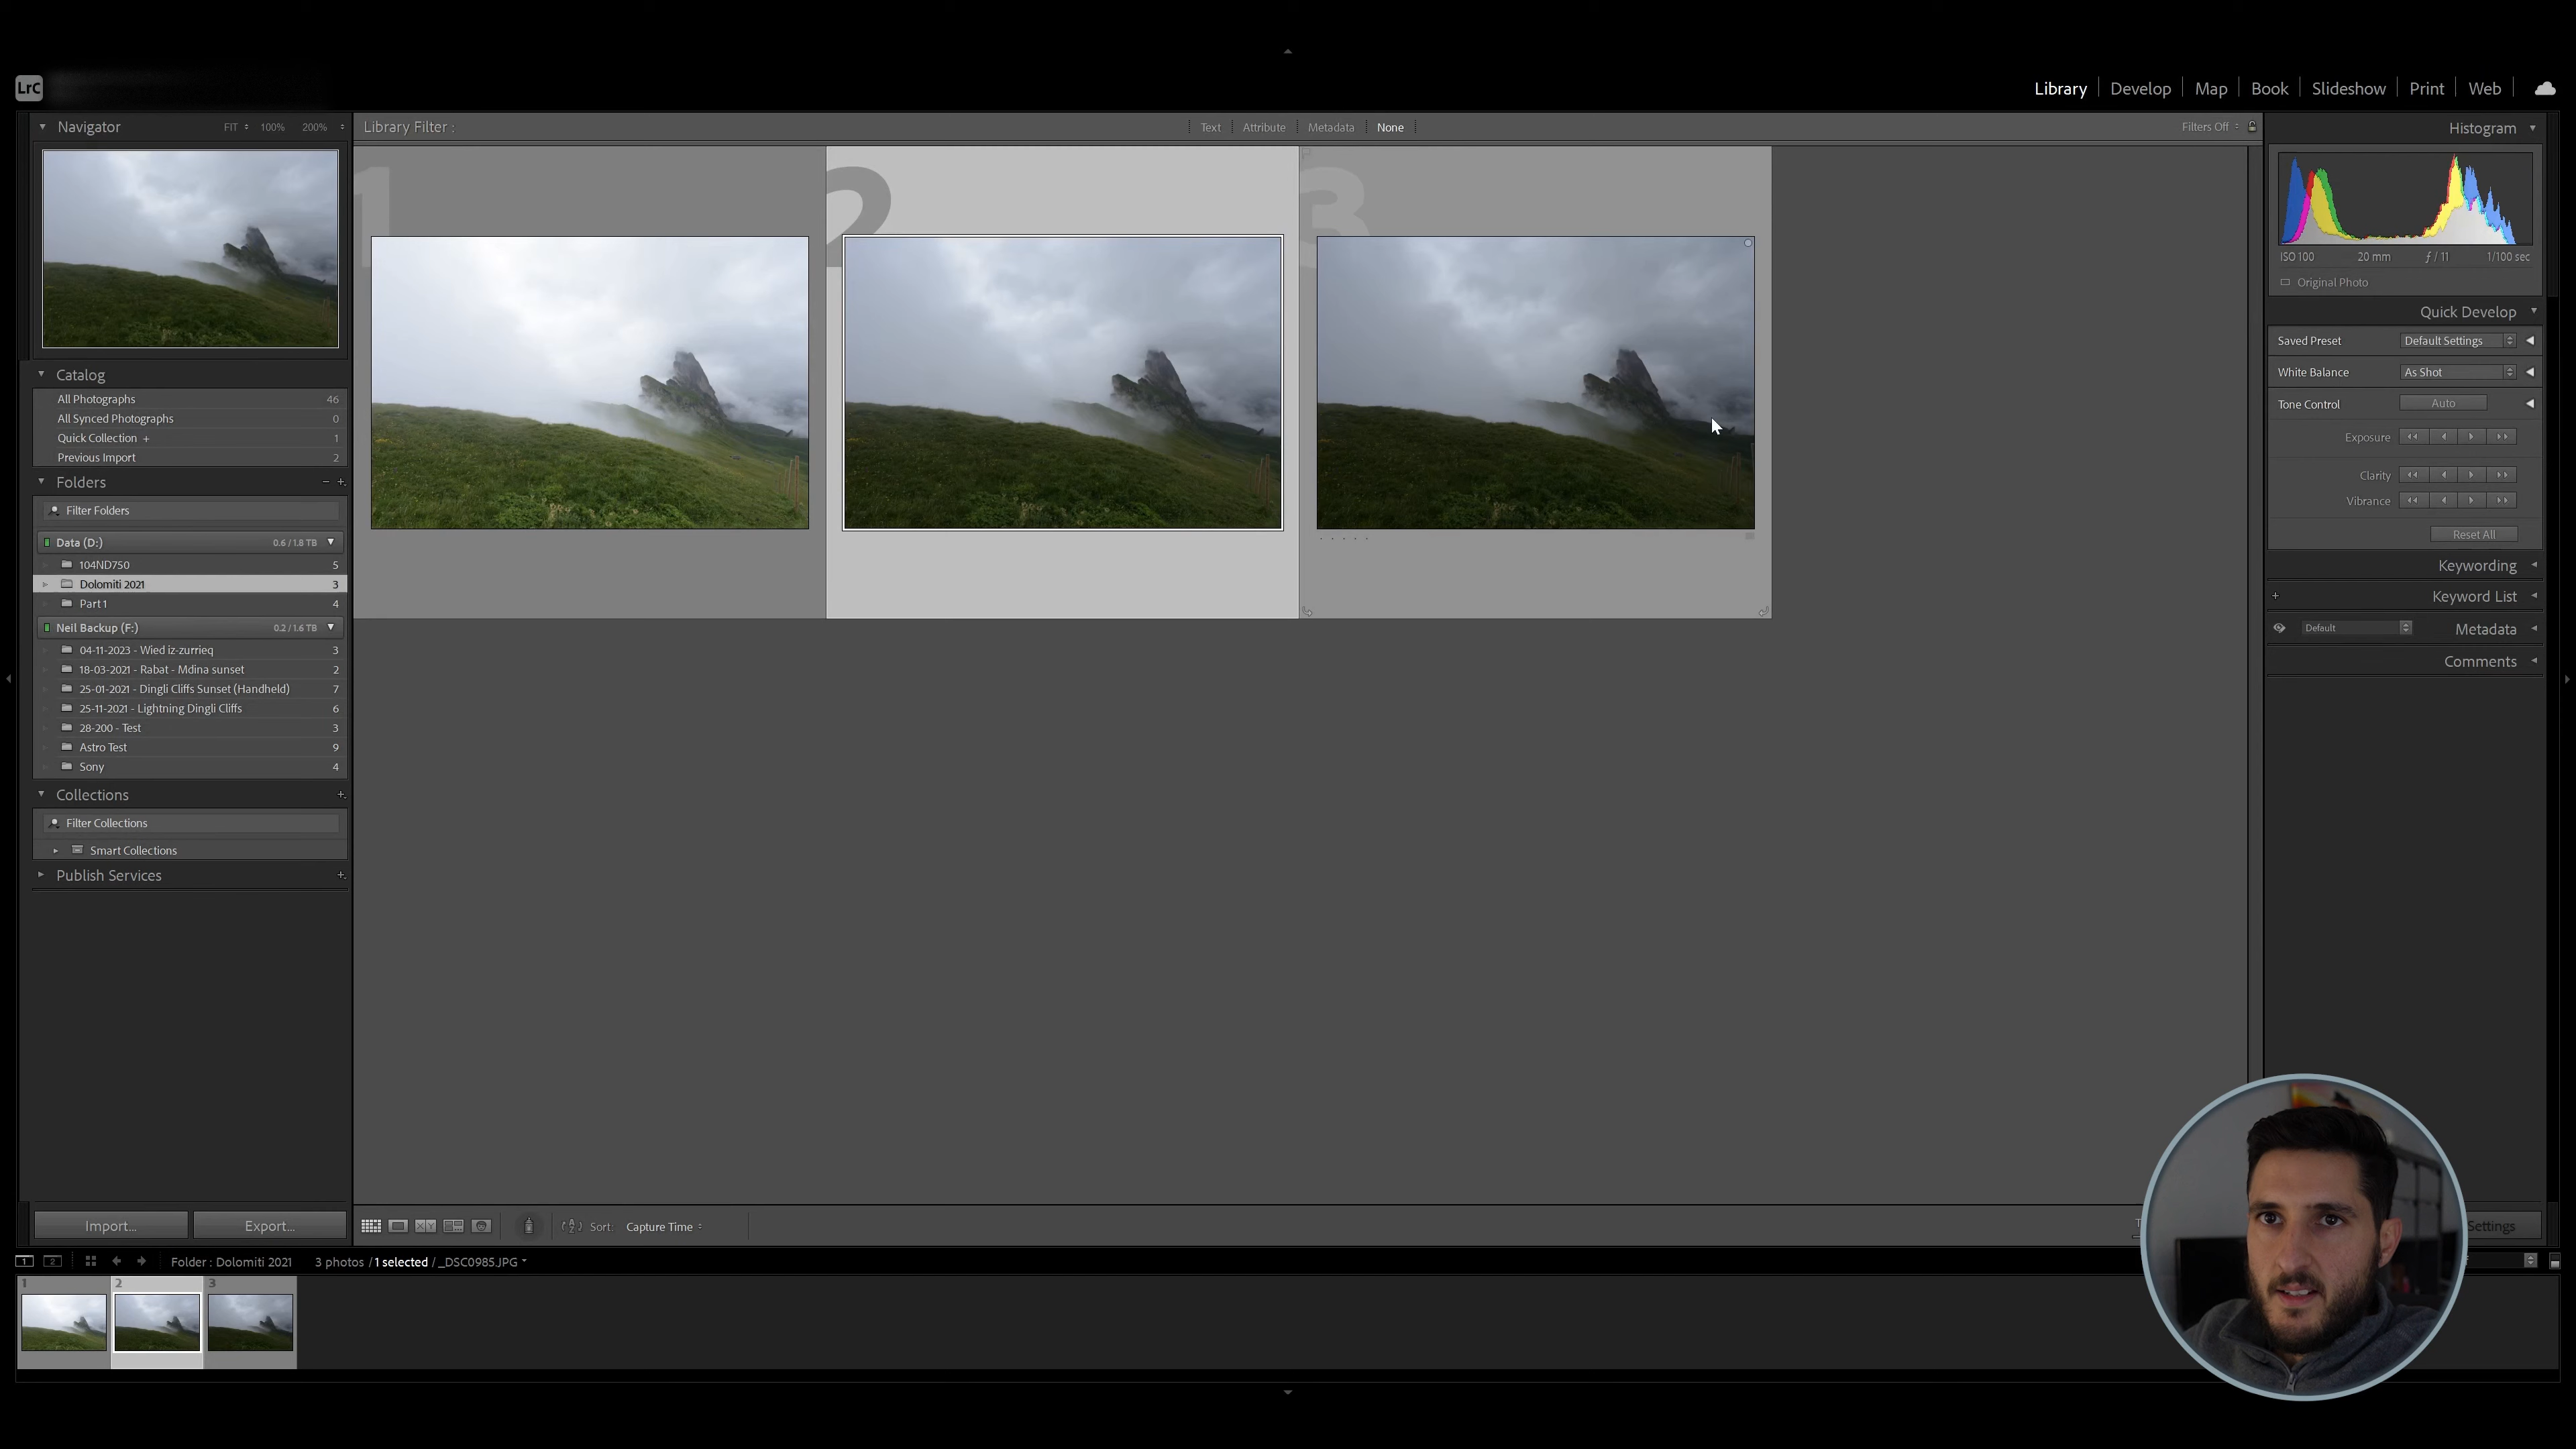 LrC
Library
Develop
Map
Book
Slideshow
Print
Web
Navigator
FIT
100%
200%
Library Filter :
Text
Attribute
Metadata
None
Filters Off
Histogram
1
2
3
ISO 100
20 mm
ƒ / 11
1/100 sec
Original Photo
Quick Develop
Saved Preset
Default Settings
White Balance
As Shot
Tone Control
Auto
Exposure
Clarity
Vibrance
Reset All
Keywording
Keyword List
Default
Metadata
Comments
Catalog
All Photographs 46
All Synced Photographs 0
Quick Collection + 1
Previous Import 2
Folders
Filter Folders
Data (D:) 0.6 / 1.8 TB
104ND750 5
Dolomiti 2021 3
Part 1 4
Neil Backup (F:) 0.2 / 1.6 TB
04-11-2023 - Wied iz-zurrieq 3
18-03-2021 - Rabat - Mdina sunset 2
25-01-2021 - Dingli Cliffs Sunset (Handheld) 7
25-11-2021 - Lightning Dingli Cliffs 6
28-200 - Test 3
Astro Test 9
Sony 4
Collections
Filter Collections
Smart Collections
Publish Services
Import...
Export...
Sort: Capture Time
Settings
1
2
Folder : Dolomiti 2021
3 photos / 1 selected / _DSC0985.JPG
1
2
3